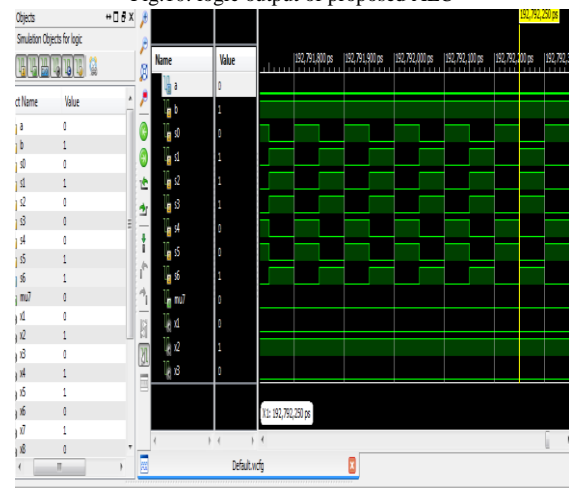 Fig.10. logic output of proposed ALU
Objects
Simulation Objects for logic
ct Name Value
a 0
b 1
s0 0
s1 1
s2 1
s3 0
s4 0
s5 1
s6 1
mu7 0
x1 0
x2 1
x3 0
x4 1
x5 1
x6 0
x7 1
x8 0
192,792,250 ps
Name Value 192,791,800 ps 192,791,900 ps 192,792,000 ps 192,792,100 ps 192,792,200 ps 192,792,
a 0
b 1
s0 0
s1 1
s2 1
s3 1
s4 0
s5 0
s6 1
mu7 0
x1 0
x2 1
x3 0
X1: 192,792,250 ps
Default.wcfg